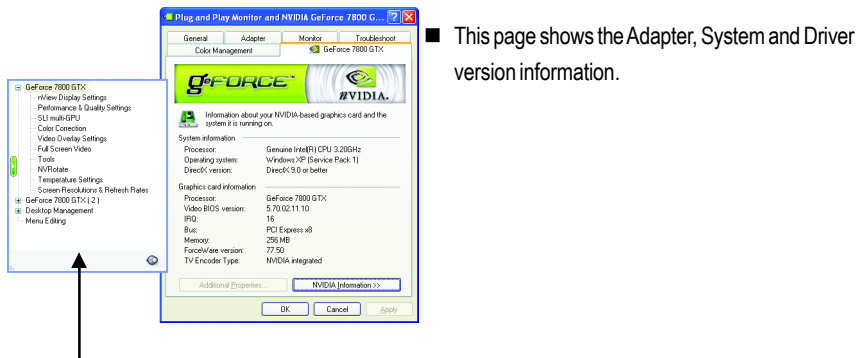 Plug and Play Monitor and NVIDIA GeForce 7800 G...
General Adapter Monitor Troubleshoot
Color Management GeForce 7800 GTX
GeFORCE™ NVIDIA.
Information about your NVIDIA-based graphics card and the
system it is running on.
System information
Processor: Genuine Intel(R) CPU 3.20GHz
Operating system: Windows XP (Service Pack 1)
DirectX version: DirectX 9.0 or better
Graphics card information
Processor: GeForce 7800 GTX
Video BIOS version: 5.70.02.11.10
IRQ: 16
Bus: PCI Express x8
Memory: 256 MB
ForceWare version: 77.50
TV Encoder Type: NVIDIA integrated
Additional Properties... NVIDIA Information >>
OK Cancel Apply
GeForce 7800 GTX
nView Display Settings
Performance & Quality Settings
SLI multi-GPU
Color Correction
Video Overlay Settings
Full Screen Video
Tools
NVRotate
Temperature Settings
Screen Resolutions & Refresh Rates
GeForce 7800 GTX ( 2 )
Desktop Management
Menu Editing
■ This page shows the Adapter, System and Driver
version information.